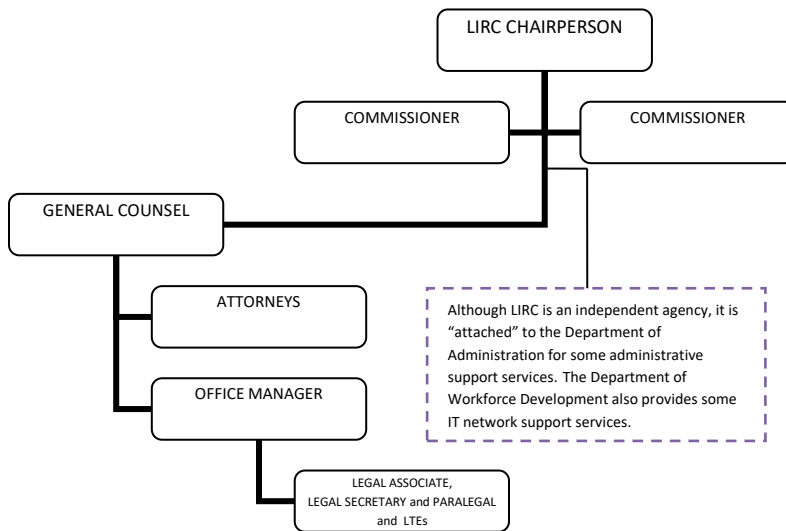 LIRC CHAIRPERSON
COMMISSIONER
COMMISSIONER
GENERAL COUNSEL
ATTORNEYS
Although LIRC is an independent agency, it is
“attached” to the Department of
Administration for some administrative
support services. The Department of
Workforce Development also provides some
IT network support services.
OFFICE MANAGER
LEGAL ASSOCIATE,
LEGAL SECRETARY and PARALEGAL
and LTEs